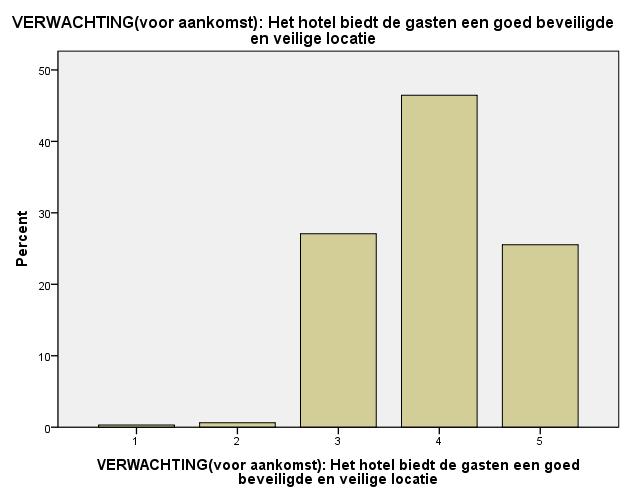 VERWACHTING(voor aankomst): Het hotel biedt de gasten een goed beveiligde
en veilige locatie
50
40
30
20
10
0
Percent
1 2 3 4 5
VERWACHTING(voor aankomst): Het hotel biedt de gasten een goed
beveiligde en veilige locatie